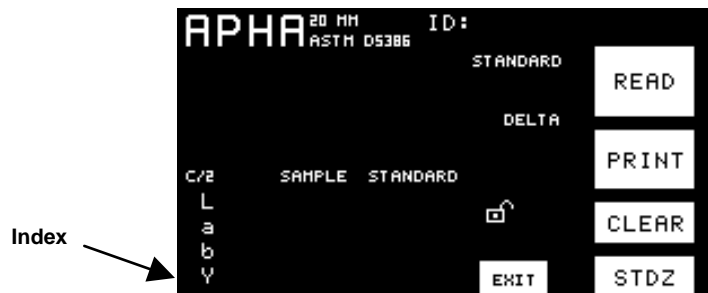 APHA 20 MM ID:
ASTM D5386
STANDARD
READ
DELTA
PRINT
C/2 SAMPLE STANDARD
L
a
CLEAR
b
Index
Y
EXIT
STDZ